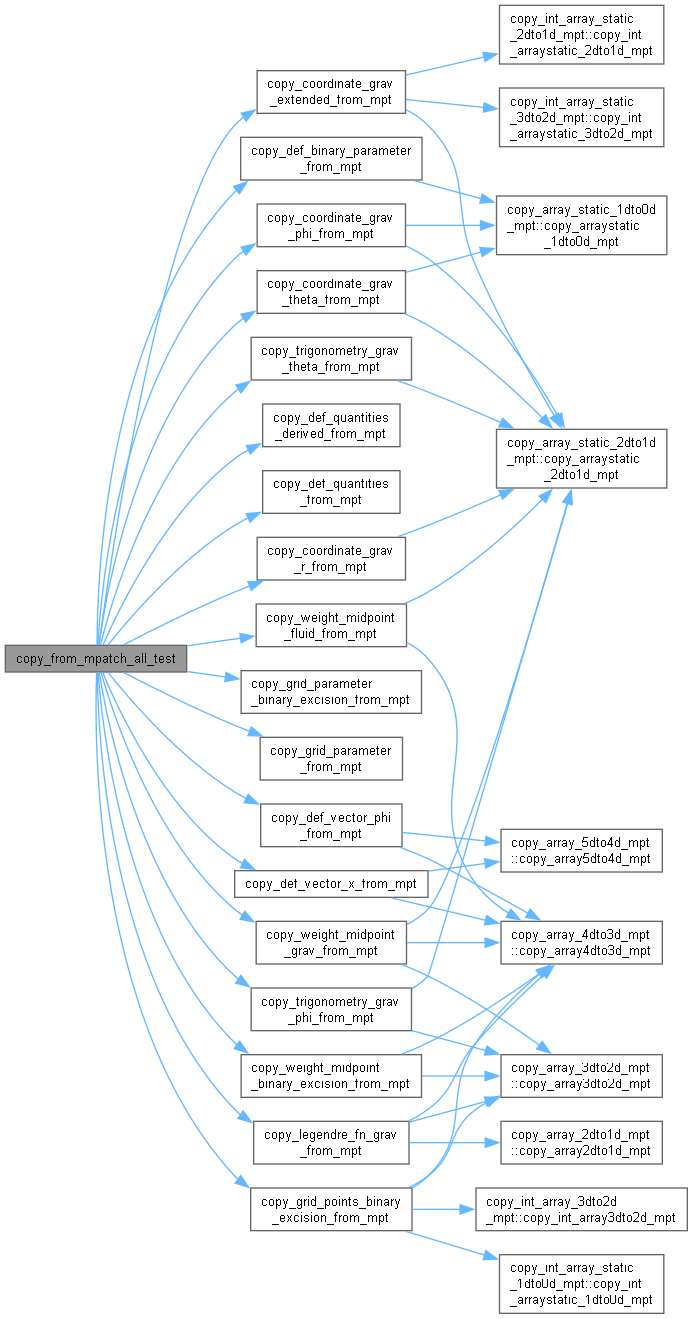 copy_int_array_static
_2dto1d_mpt::copy_int
_arraystatic_2dto1d_mpt
copy_coordinate_grav
_extended_from_mpt
copy_int_array_static
_3dto2d_mpt::copy_int
_arraystatic_3dto2d_mpt
copy_def_binary_parameter
_from_mpt
copy_array_static_1dto0d
_mpt::copy_arraystatic
_1dto0d_mpt
copy_coordinate_grav
_phi_from_mpt
copy_coordinate_grav
_theta_from_mpt
copy_trigonometry_grav
_theta_from_mpt
copy_def_quantities
_derived_from_mpt
copy_array_static_2dto1d
_mpt::copy_arraystatic
_2dto1d_mpt
copy_def_quantities
_from_mpt
copy_coordinate_grav
_r_from_mpt
copy_weight_midpoint
_fluid_from_mpt
copy_from_mpatch_all_test
copy_grid_parameter
_binary_excision_from_mpt
copy_grid_parameter
_from_mpt
copy_def_vector_phi
_from_mpt
copy_array_5dto4d_mpt
::copy_array5dto4d_mpt
copy_def_vector_x_from_mpt
copy_weight_midpoint
_grav_from_mpt
copy_array_4dto3d_mpt
::copy_array4dto3d_mpt
copy_trigonometry_grav
_phi_from_mpt
copy_weight_midpoint
_binary_excision_from_mpt
copy_array_3dto2d_mpt
::copy_array3dto2d_mpt
copy_legendre_fn_grav
_from_mpt
copy_array_2dto1d_mpt
::copy_array2dto1d_mpt
copy_grid_points_binary
_excision_from_mpt
copy_int_array_3dto2d
_mpt::copy_int_array3dto2d_mpt
copy_int_array_static
_1dto0d_mpt::copy_int
_arraystatic_1dto0d_mpt